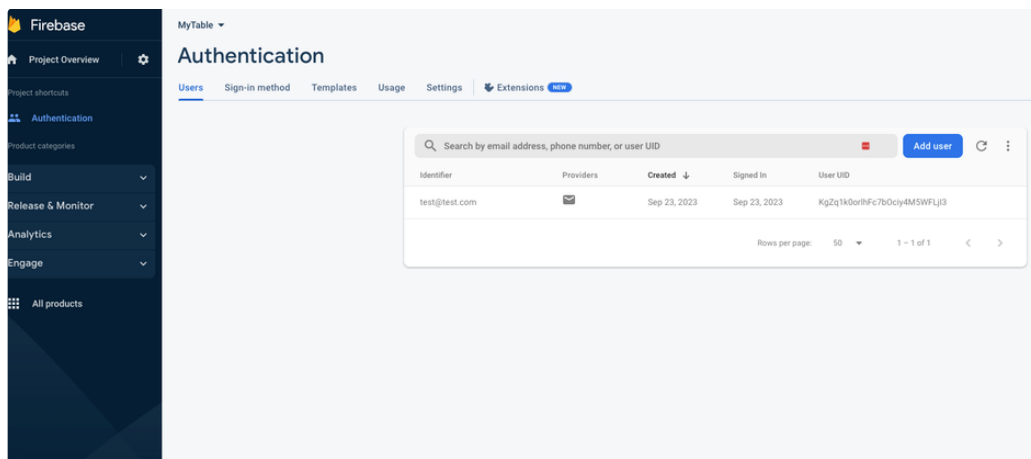 Firebase
Project Overview
Project shortcuts
Authentication
Product categories
Build
Release & Monitor
Analytics
Engage
All products
MyTable
Authentication
Users Sign-in method Templates Usage Settings Extensions NEW
Search by email address, phone number, or user UID Add user
Identifier Providers Created Signed In User UID
test@test.com Sep 23, 2023 Sep 23, 2023 KgZq1k0orlhFc7bOciy4M5WFLjI3
Rows per page: 50 1 – 1 of 1